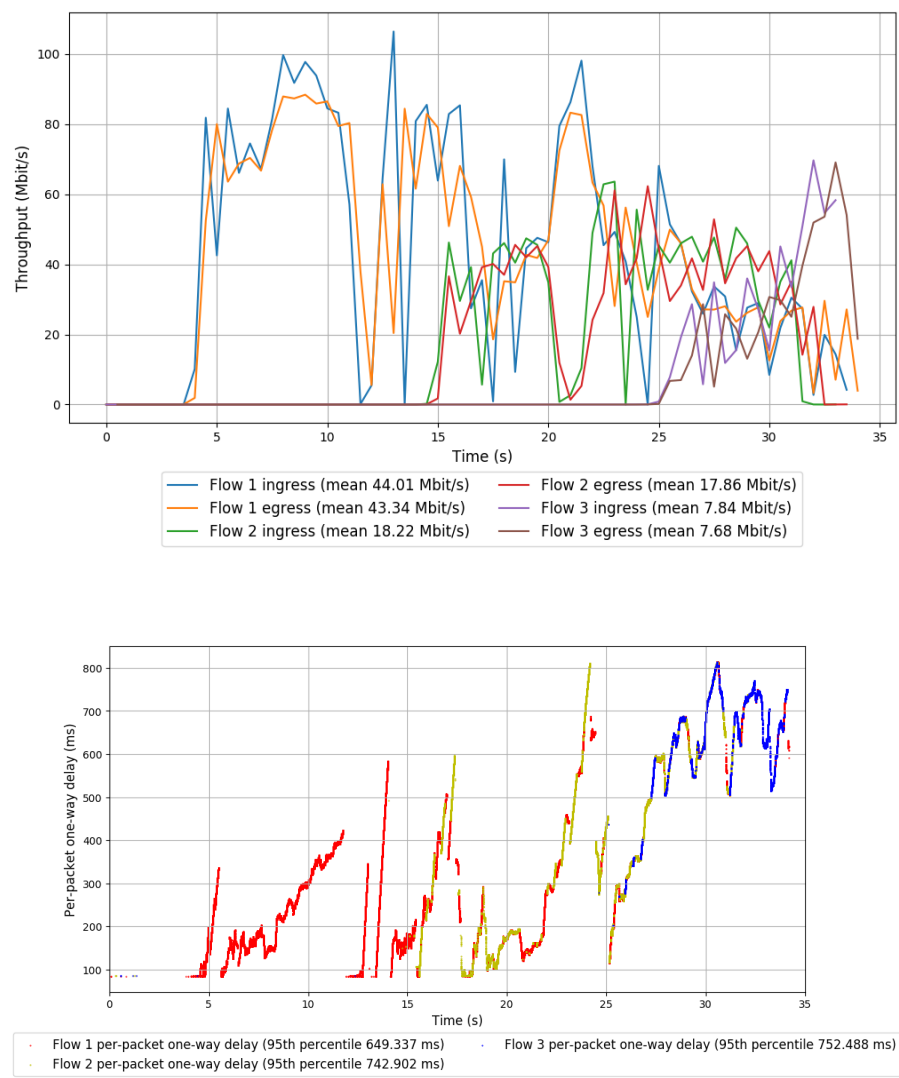 100
80
60
40
20
0
Throughput (Mbit/s)
0 5 10 15 20 25 30 35
Time (s)
Flow 1 ingress (mean 44.01 Mbit/s) Flow 2 egress (mean 17.86 Mbit/s)
Flow 1 egress (mean 43.34 Mbit/s) Flow 3 ingress (mean 7.84 Mbit/s)
Flow 2 ingress (mean 18.22 Mbit/s) Flow 3 egress (mean 7.68 Mbit/s)
800
700
600
500
400
300
200
100
Per-packet one-way delay (ms)
0 5 10 15 20 25 30 35
Time (s)
Flow 1 per-packet one-way delay (95th percentile 649.337 ms) Flow 3 per-packet one-way delay (95th percentile 752.488 ms)
Flow 2 per-packet one-way delay (95th percentile 742.902 ms)